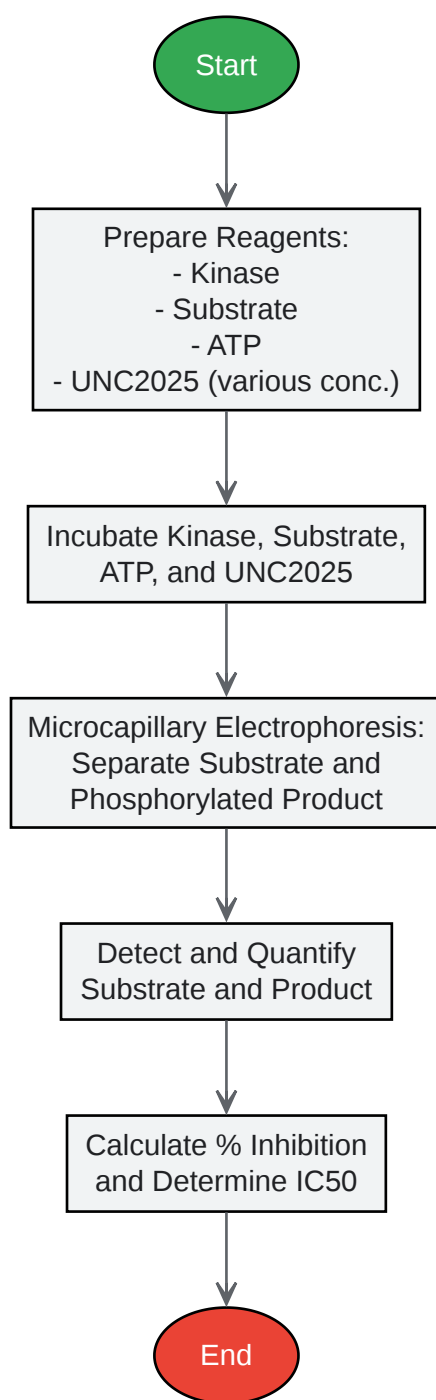 Start
Prepare Reagents:
- Kinase
- Substrate
- ATP
- UNC2025 (various conc.)
Incubate Kinase, Substrate,
ATP, and UNC2025
Microcapillary Electrophoresis:
Separate Substrate and
Phosphorylated Product
Detect and Quantify
Substrate and Product
Calculate % Inhibition
and Determine IC50
End